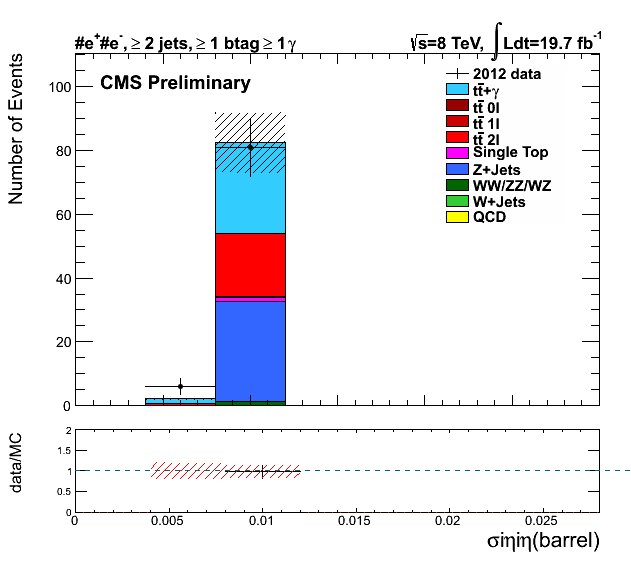 #e⁺#e⁻, ≥ 2 jets, ≥ 1 btag ≥ 1 γ
√s=8 TeV, ∫Ldt=19.7 fb⁻¹
CMS Preliminary
2012 data
tt̄+γ
tt̄ 0l
tt̄ 1l
tt̄ 2l
Single Top
Z+Jets
WW/ZZ/WZ
W+Jets
QCD
Number of Events
100
80
60
40
20
0
data/MC
2
1.5
1
0.5
0
0 0.005 0.01 0.015 0.02 0.025
σiηiη(barrel)